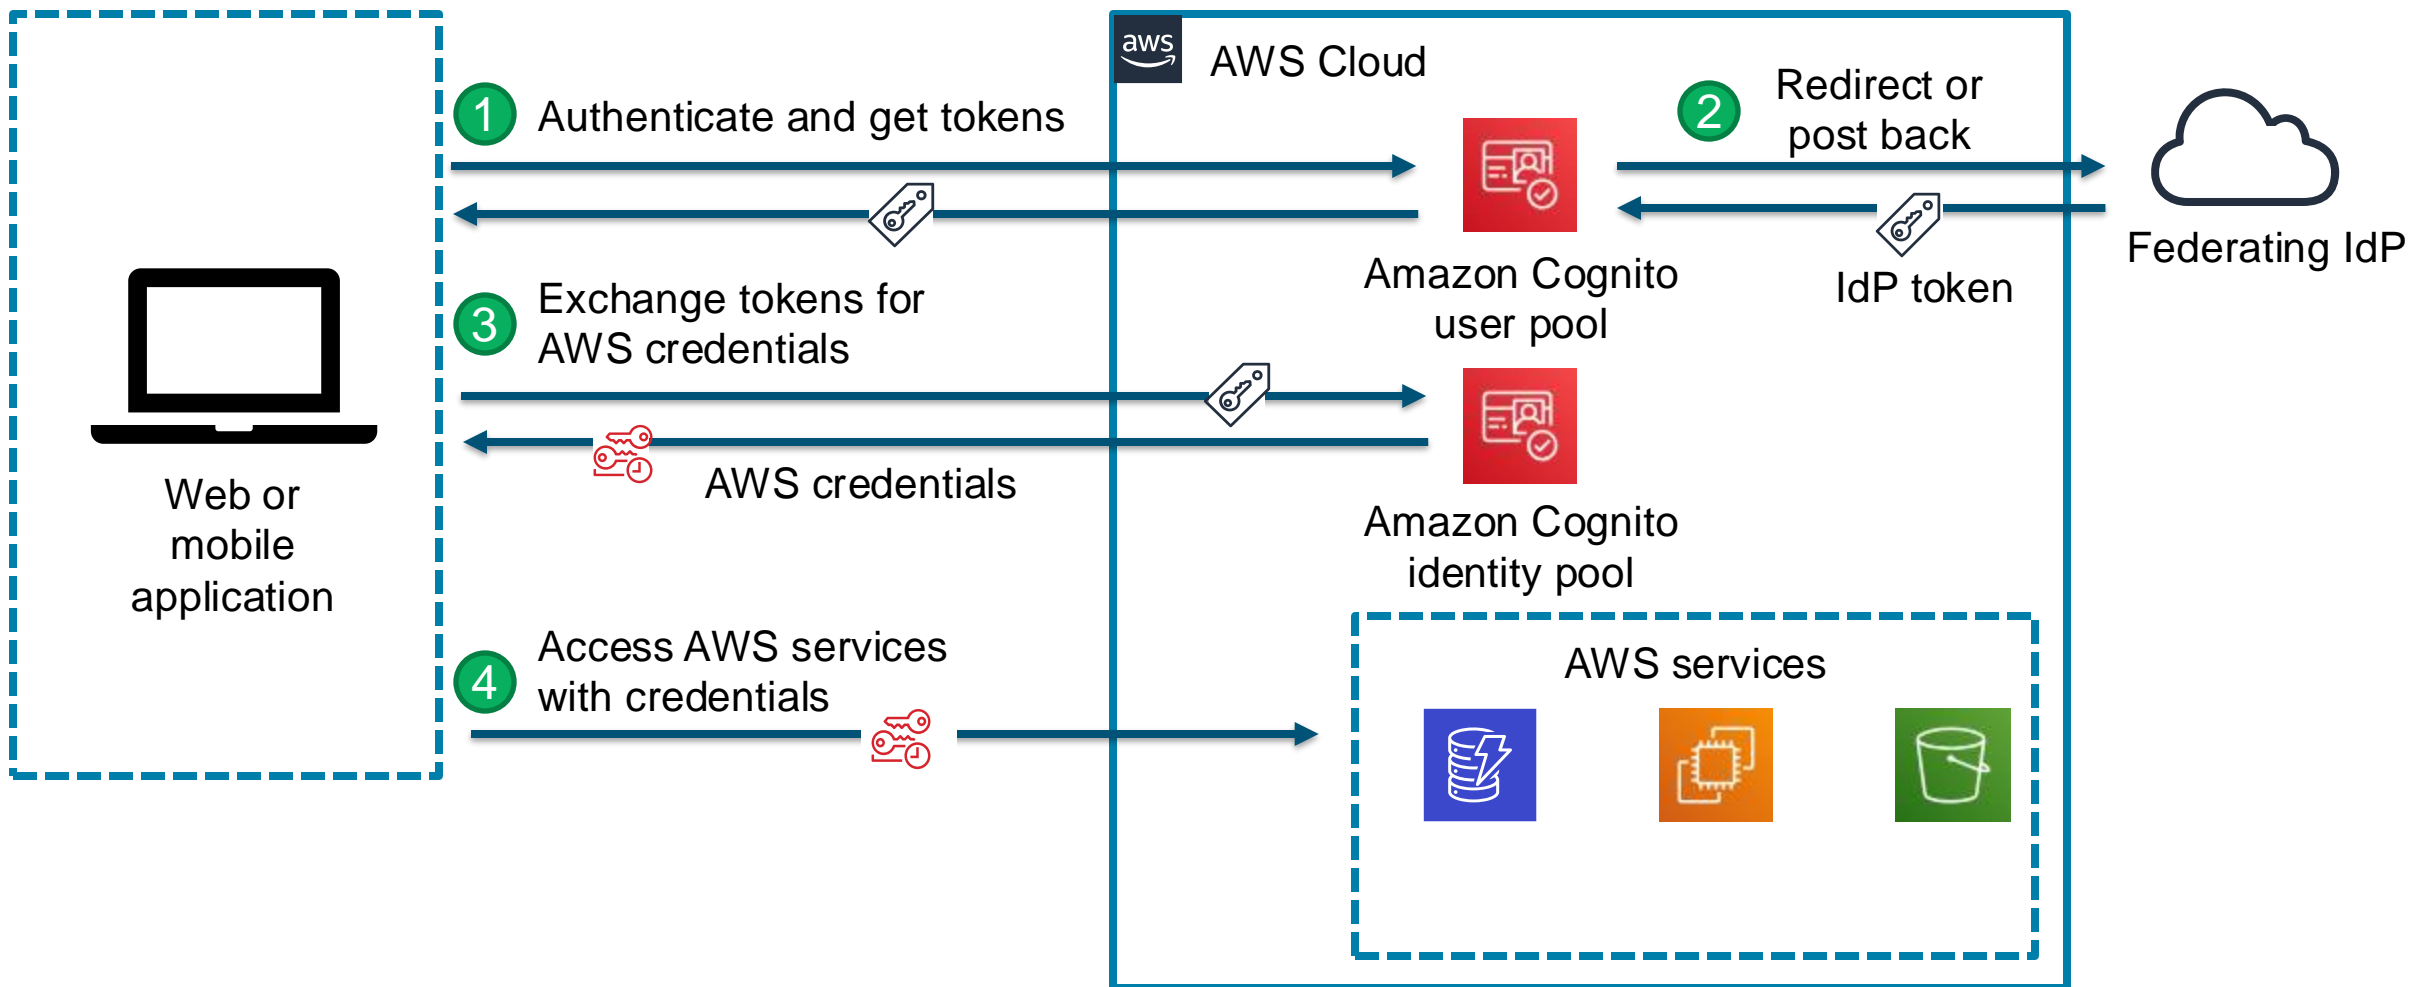 aws
AWS Cloud
1
Authenticate and get tokens
2
Redirect or
post back
Federating IdP
IdP token
Amazon Cognito
user pool
3
Exchange tokens for
AWS credentials
AWS credentials
Amazon Cognito
identity pool
Web or
mobile
application
4
Access AWS services
with credentials
AWS services